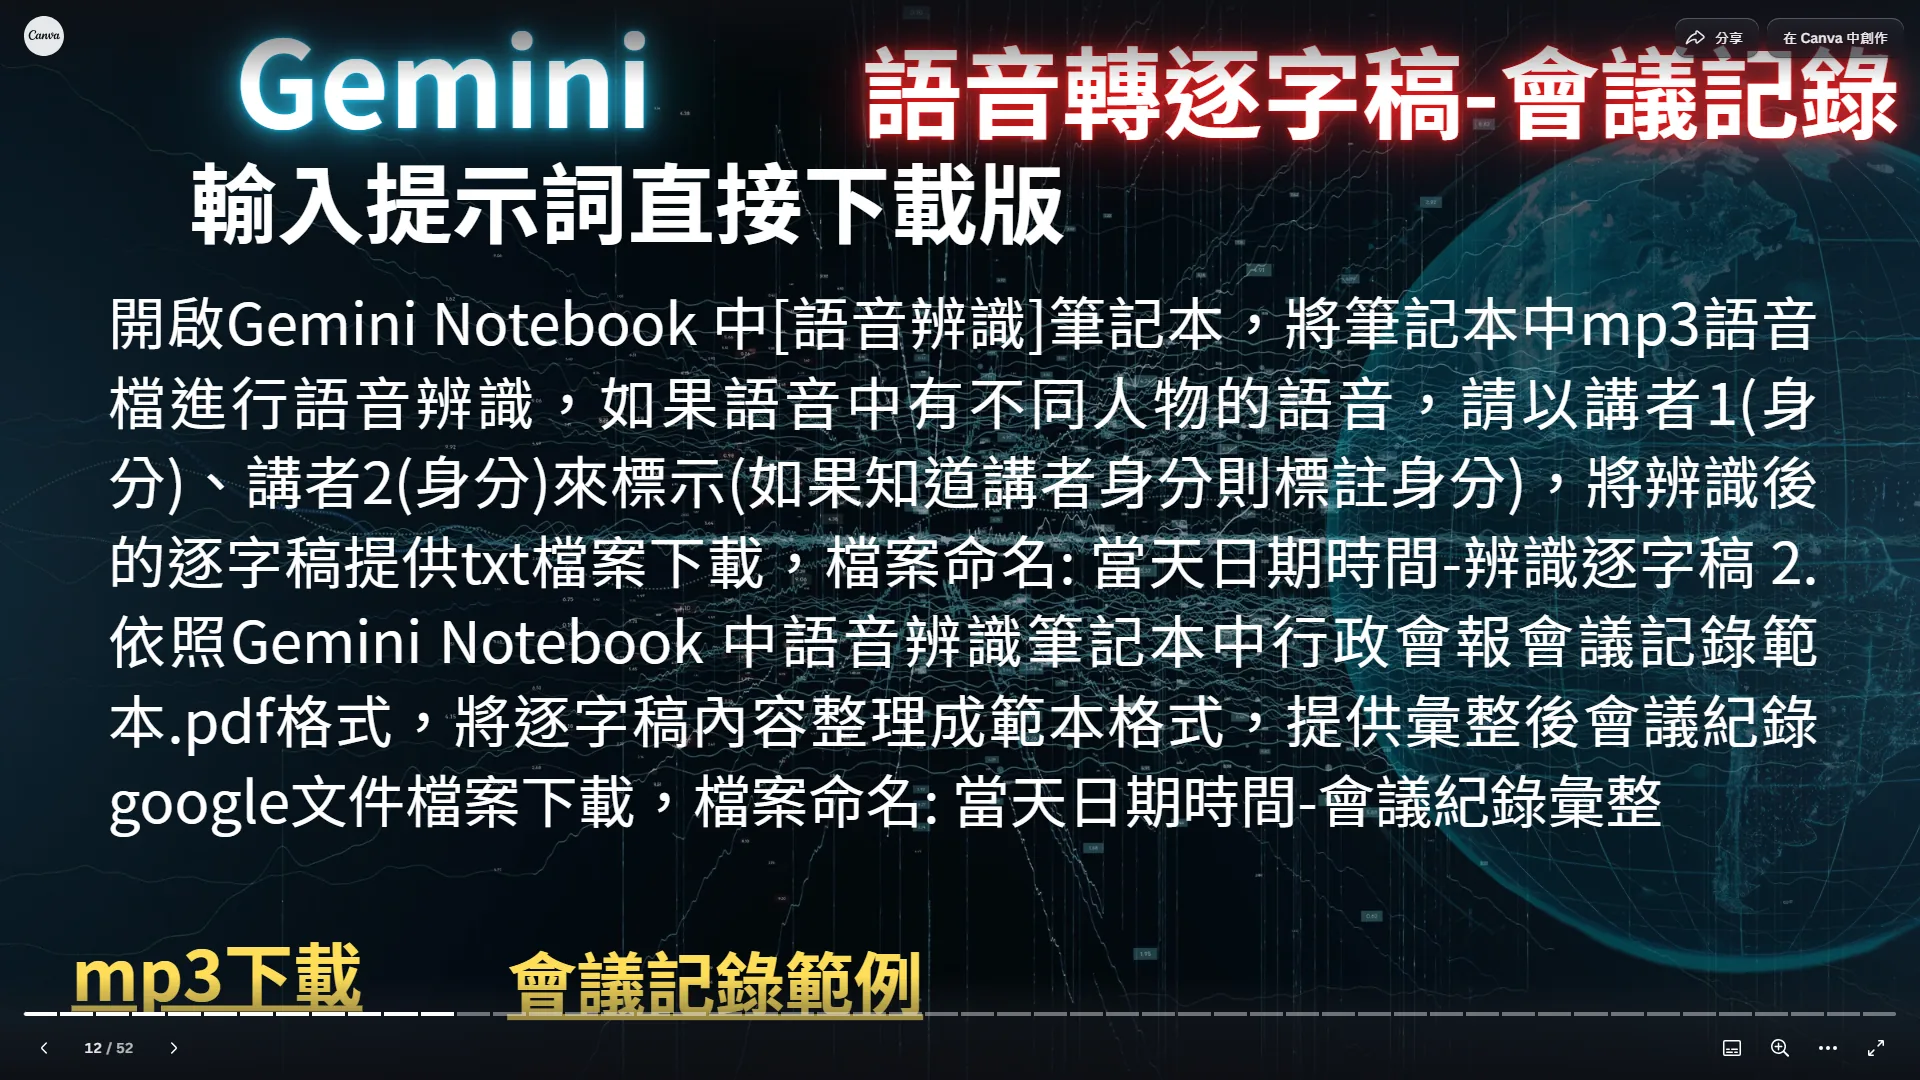 Canva
分享
在 Canva 中創作
Gemini
語音轉逐字稿-會議記錄
輸入提示詞直接下載版
開啟Gemini Notebook 中[語音辨識]筆記本，將筆記本中mp3語音
檔進行語音辨識，如果語音中有不同人物的語音，請以講者1(身
分)、講者2(身分)來標示(如果知道講者身分則標註身分)，將辨識後
的逐字稿提供txt檔案下載，檔案命名: 當天日期時間-辨識逐字稿 2.
依照Gemini Notebook 中語音辨識筆記本中行政會報會議記錄範
本.pdf格式，將逐字稿內容整理成範本格式，提供彙整後會議紀錄
google文件檔案下載，檔案命名: 當天日期時間-會議紀錄彙整
mp3下載
會議記錄範例
12 / 52